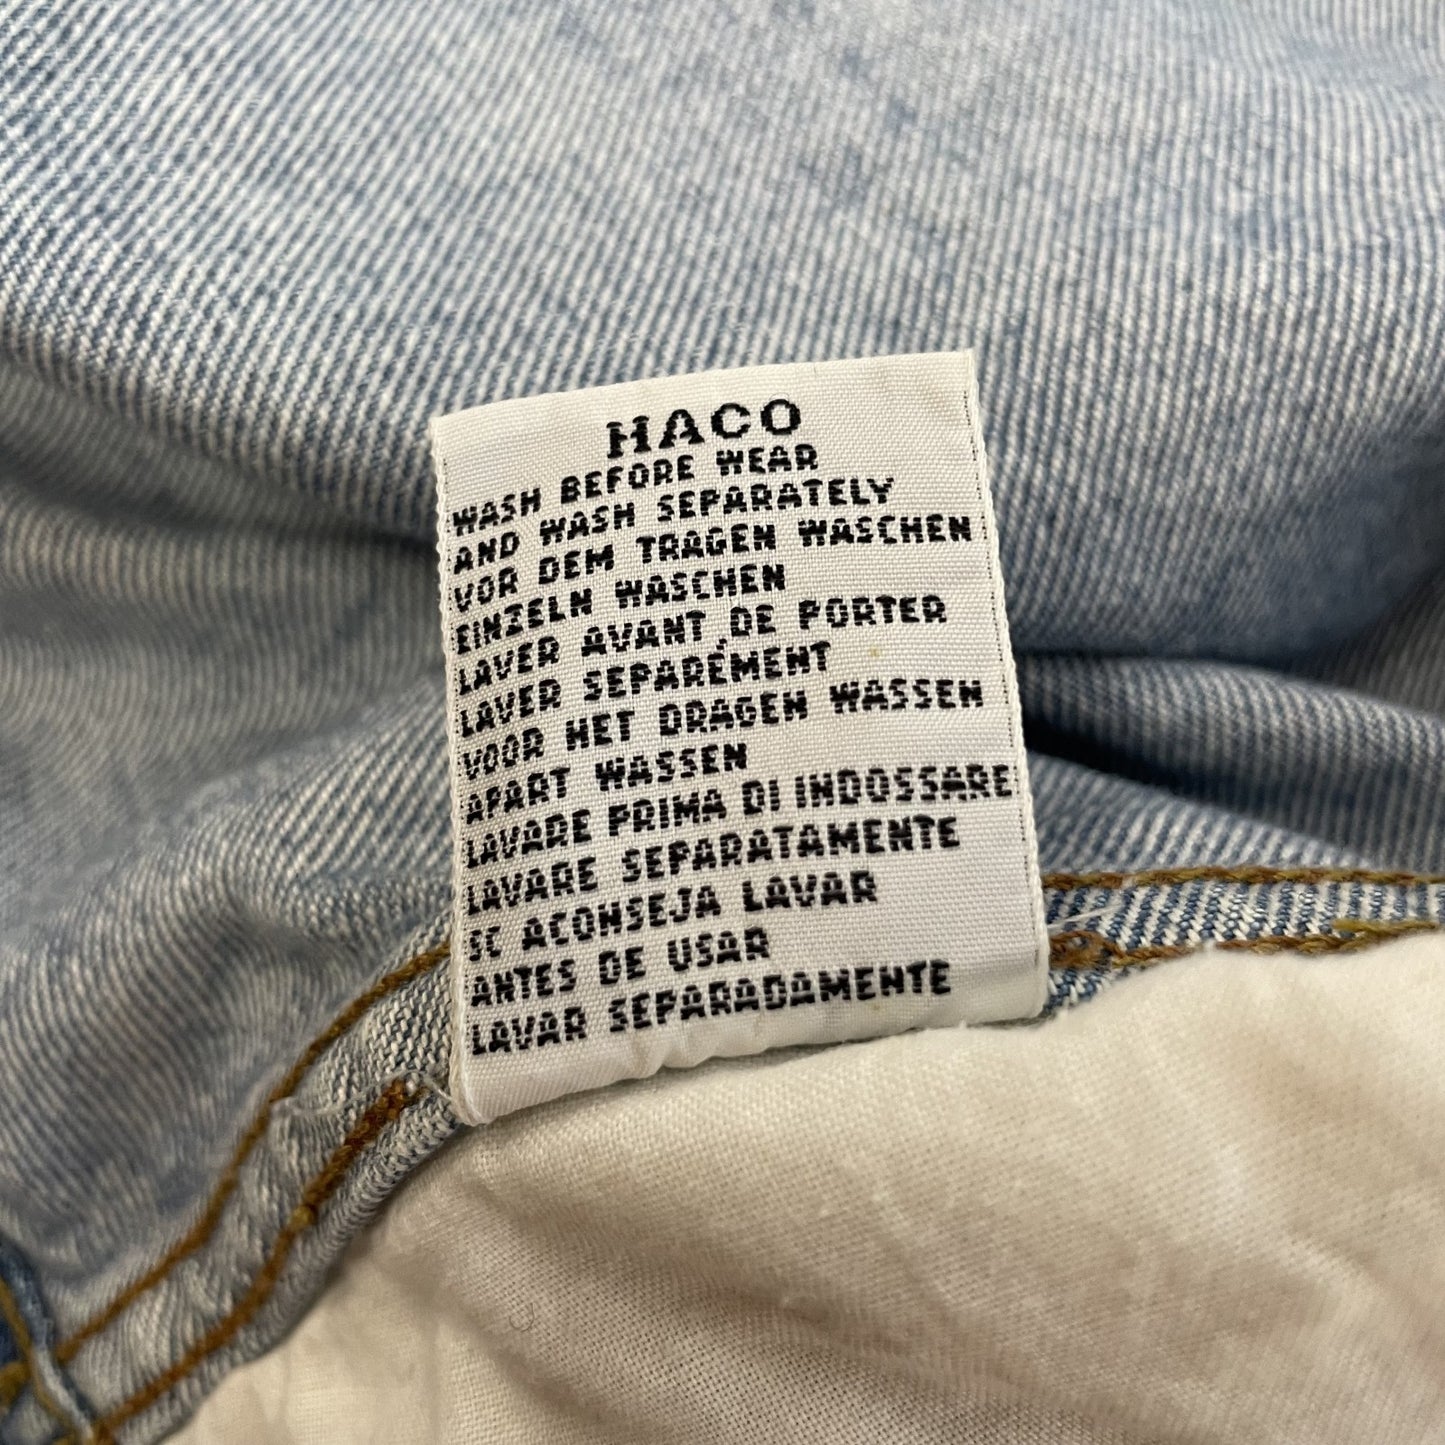 HACO
WASH BEFORE WEAR
AND WASH SEPARATELY
VOR DEM TRAGEN WASCHEN
EINZELN WASCHEN
LAVER AVANT DE PORTER
LAVER SEPARÉMENT
VOOR HET DRAGEN WASSEN
APART WASSEN
LAVARE PRIMA DI INDOSSARE
LAVARE SEPARATAMENTE
SC ACONSEJA LAVAR
ANTES DE USAR
LAVAR SEPARADAMENTE